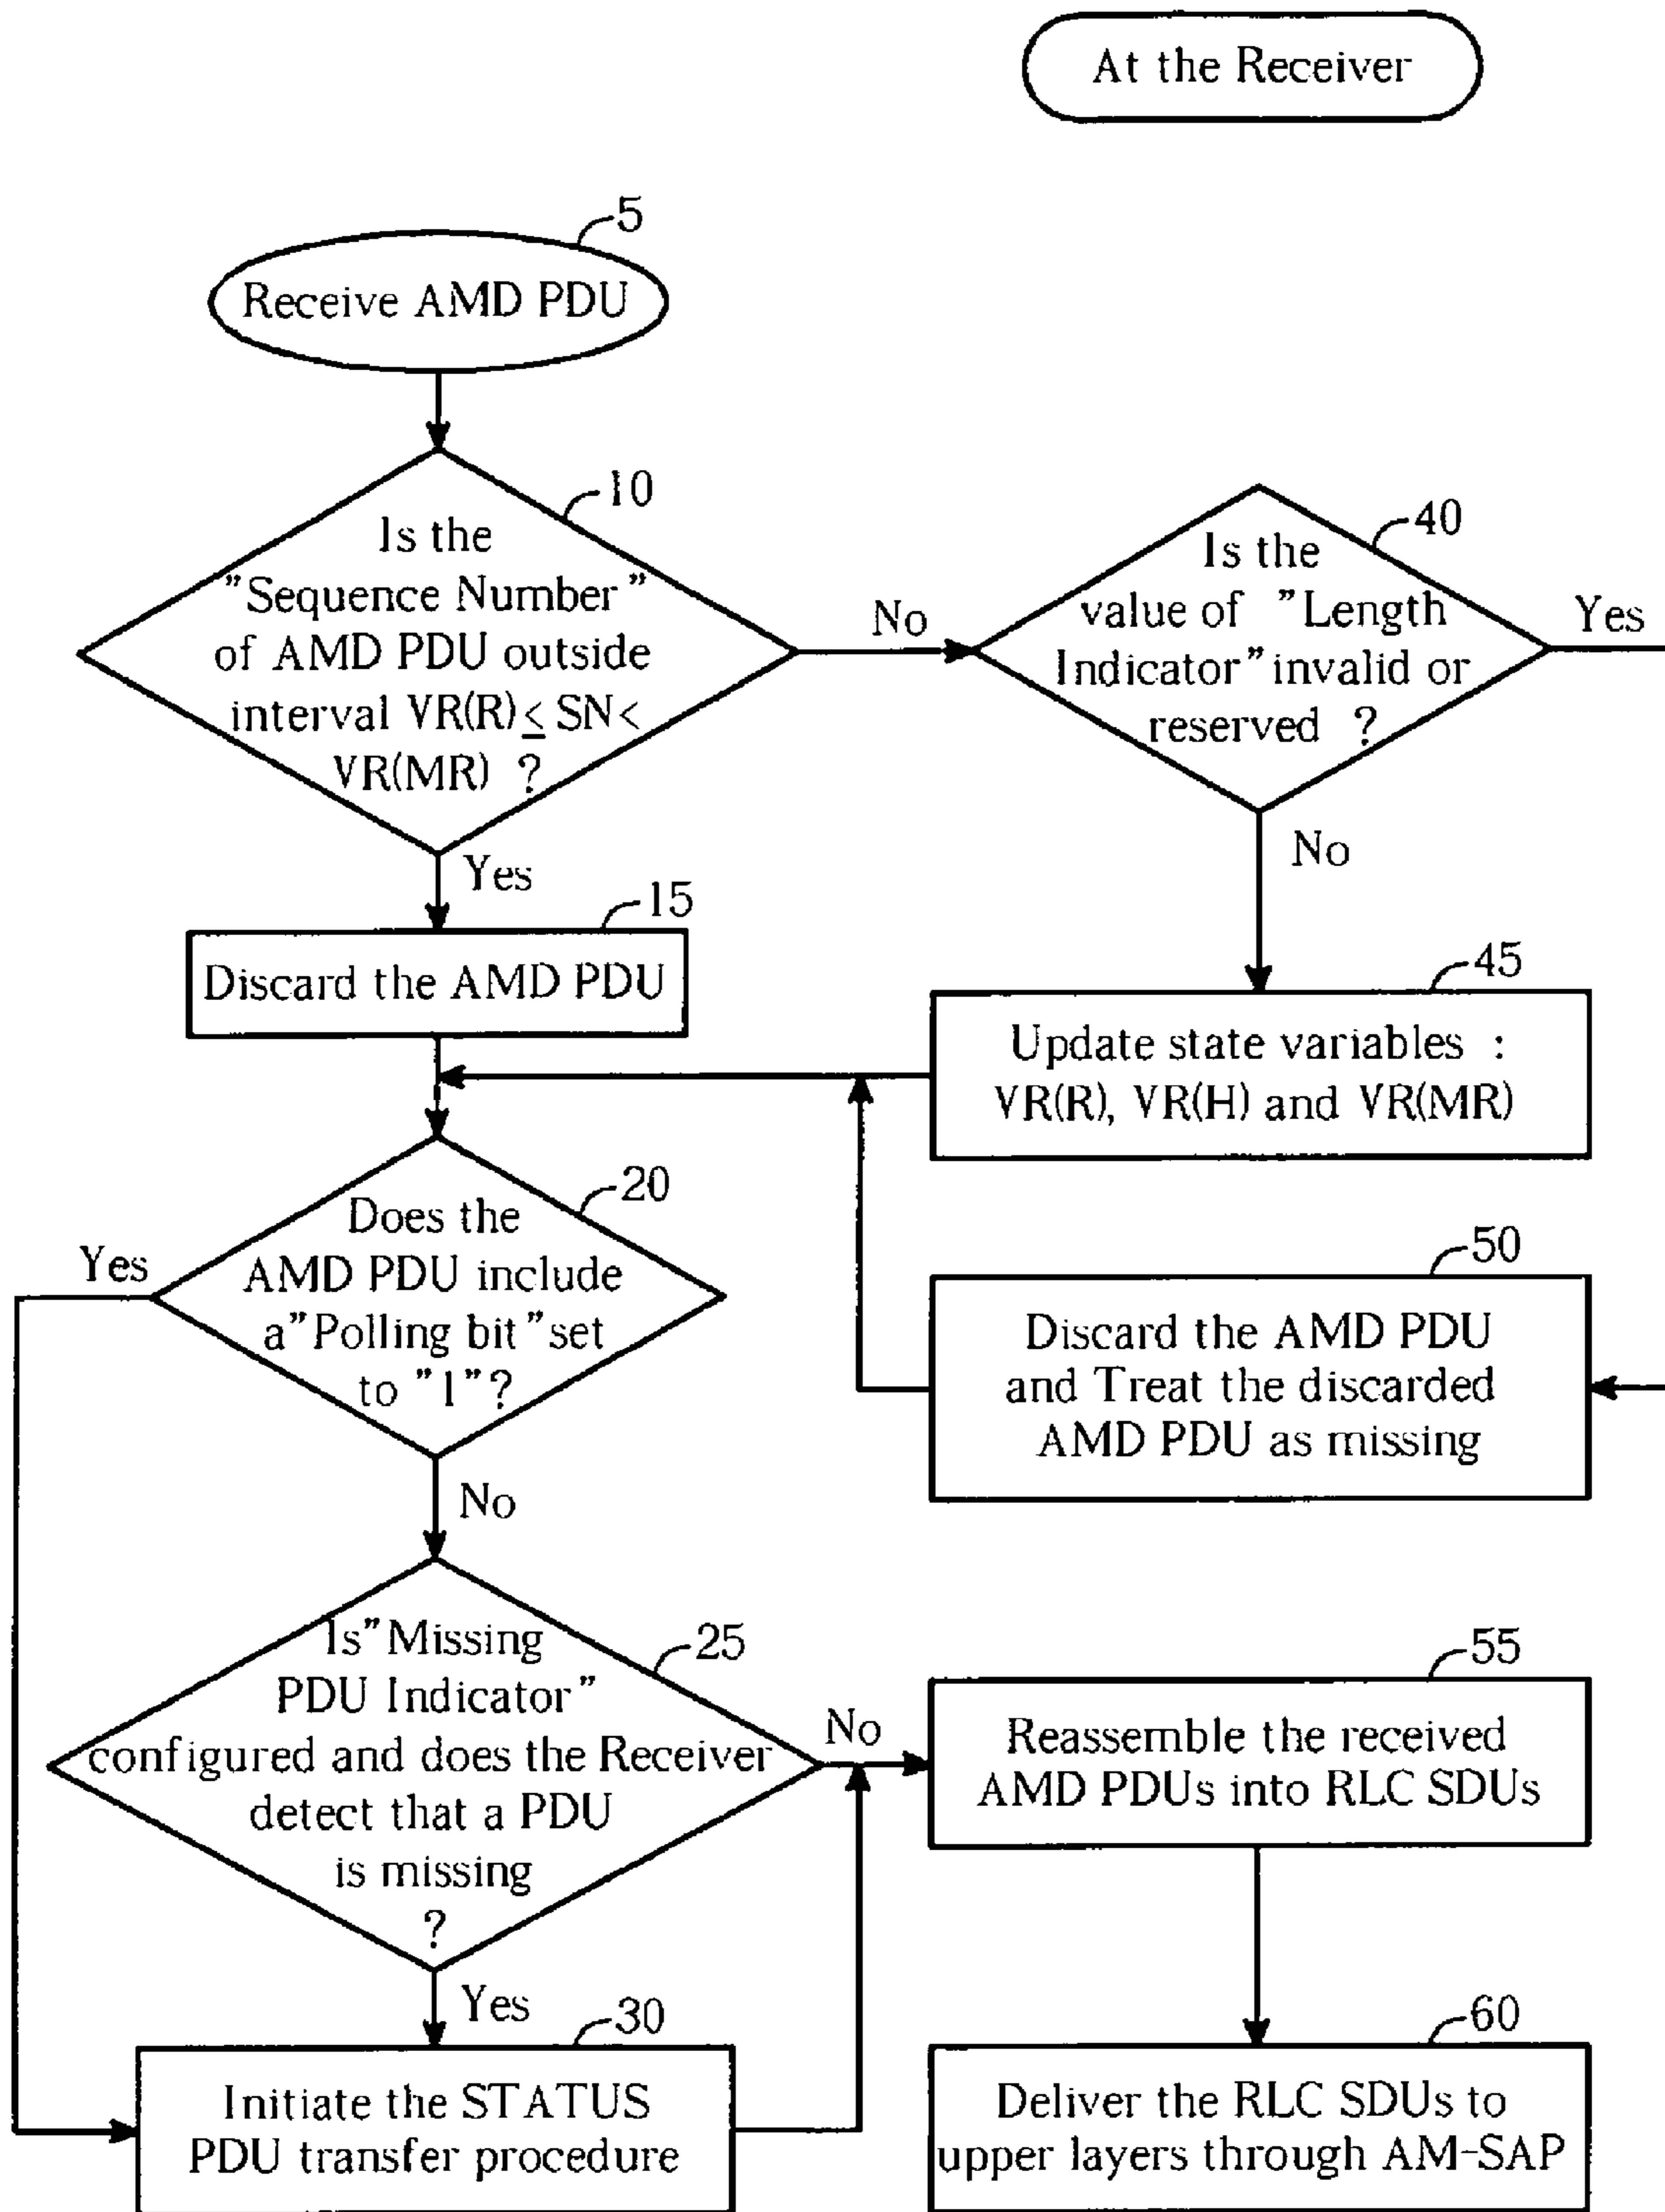 At the Receiver
5
Receive AMD PDU
10
Is the
"Sequence Number"
of AMD PDU outside
interval VR(R)≤SN<
VR(MR) ?
No
Yes
40
Is the
value of "Length
Indicator"invalid or
reserved ?
Yes
No
15
Discard the AMD PDU
45
Update state variables :
VR(R), VR(H) and VR(MR)
20
Does the
AMD PDU include
a"Polling bit"set
to "1"?
Yes
No
50
Discard the AMD PDU
and Treat the discarded
AMD PDU as missing
25
Is"Missing
PDU Indicator"
configured and does the Receiver
detect that a PDU
is missing
?
No
Yes
55
Reassemble the received
AMD PDUs into RLC SDUs
30
Initiate the STATUS
PDU transfer procedure
60
Deliver the RLC SDUs to
upper layers through AM-SAP